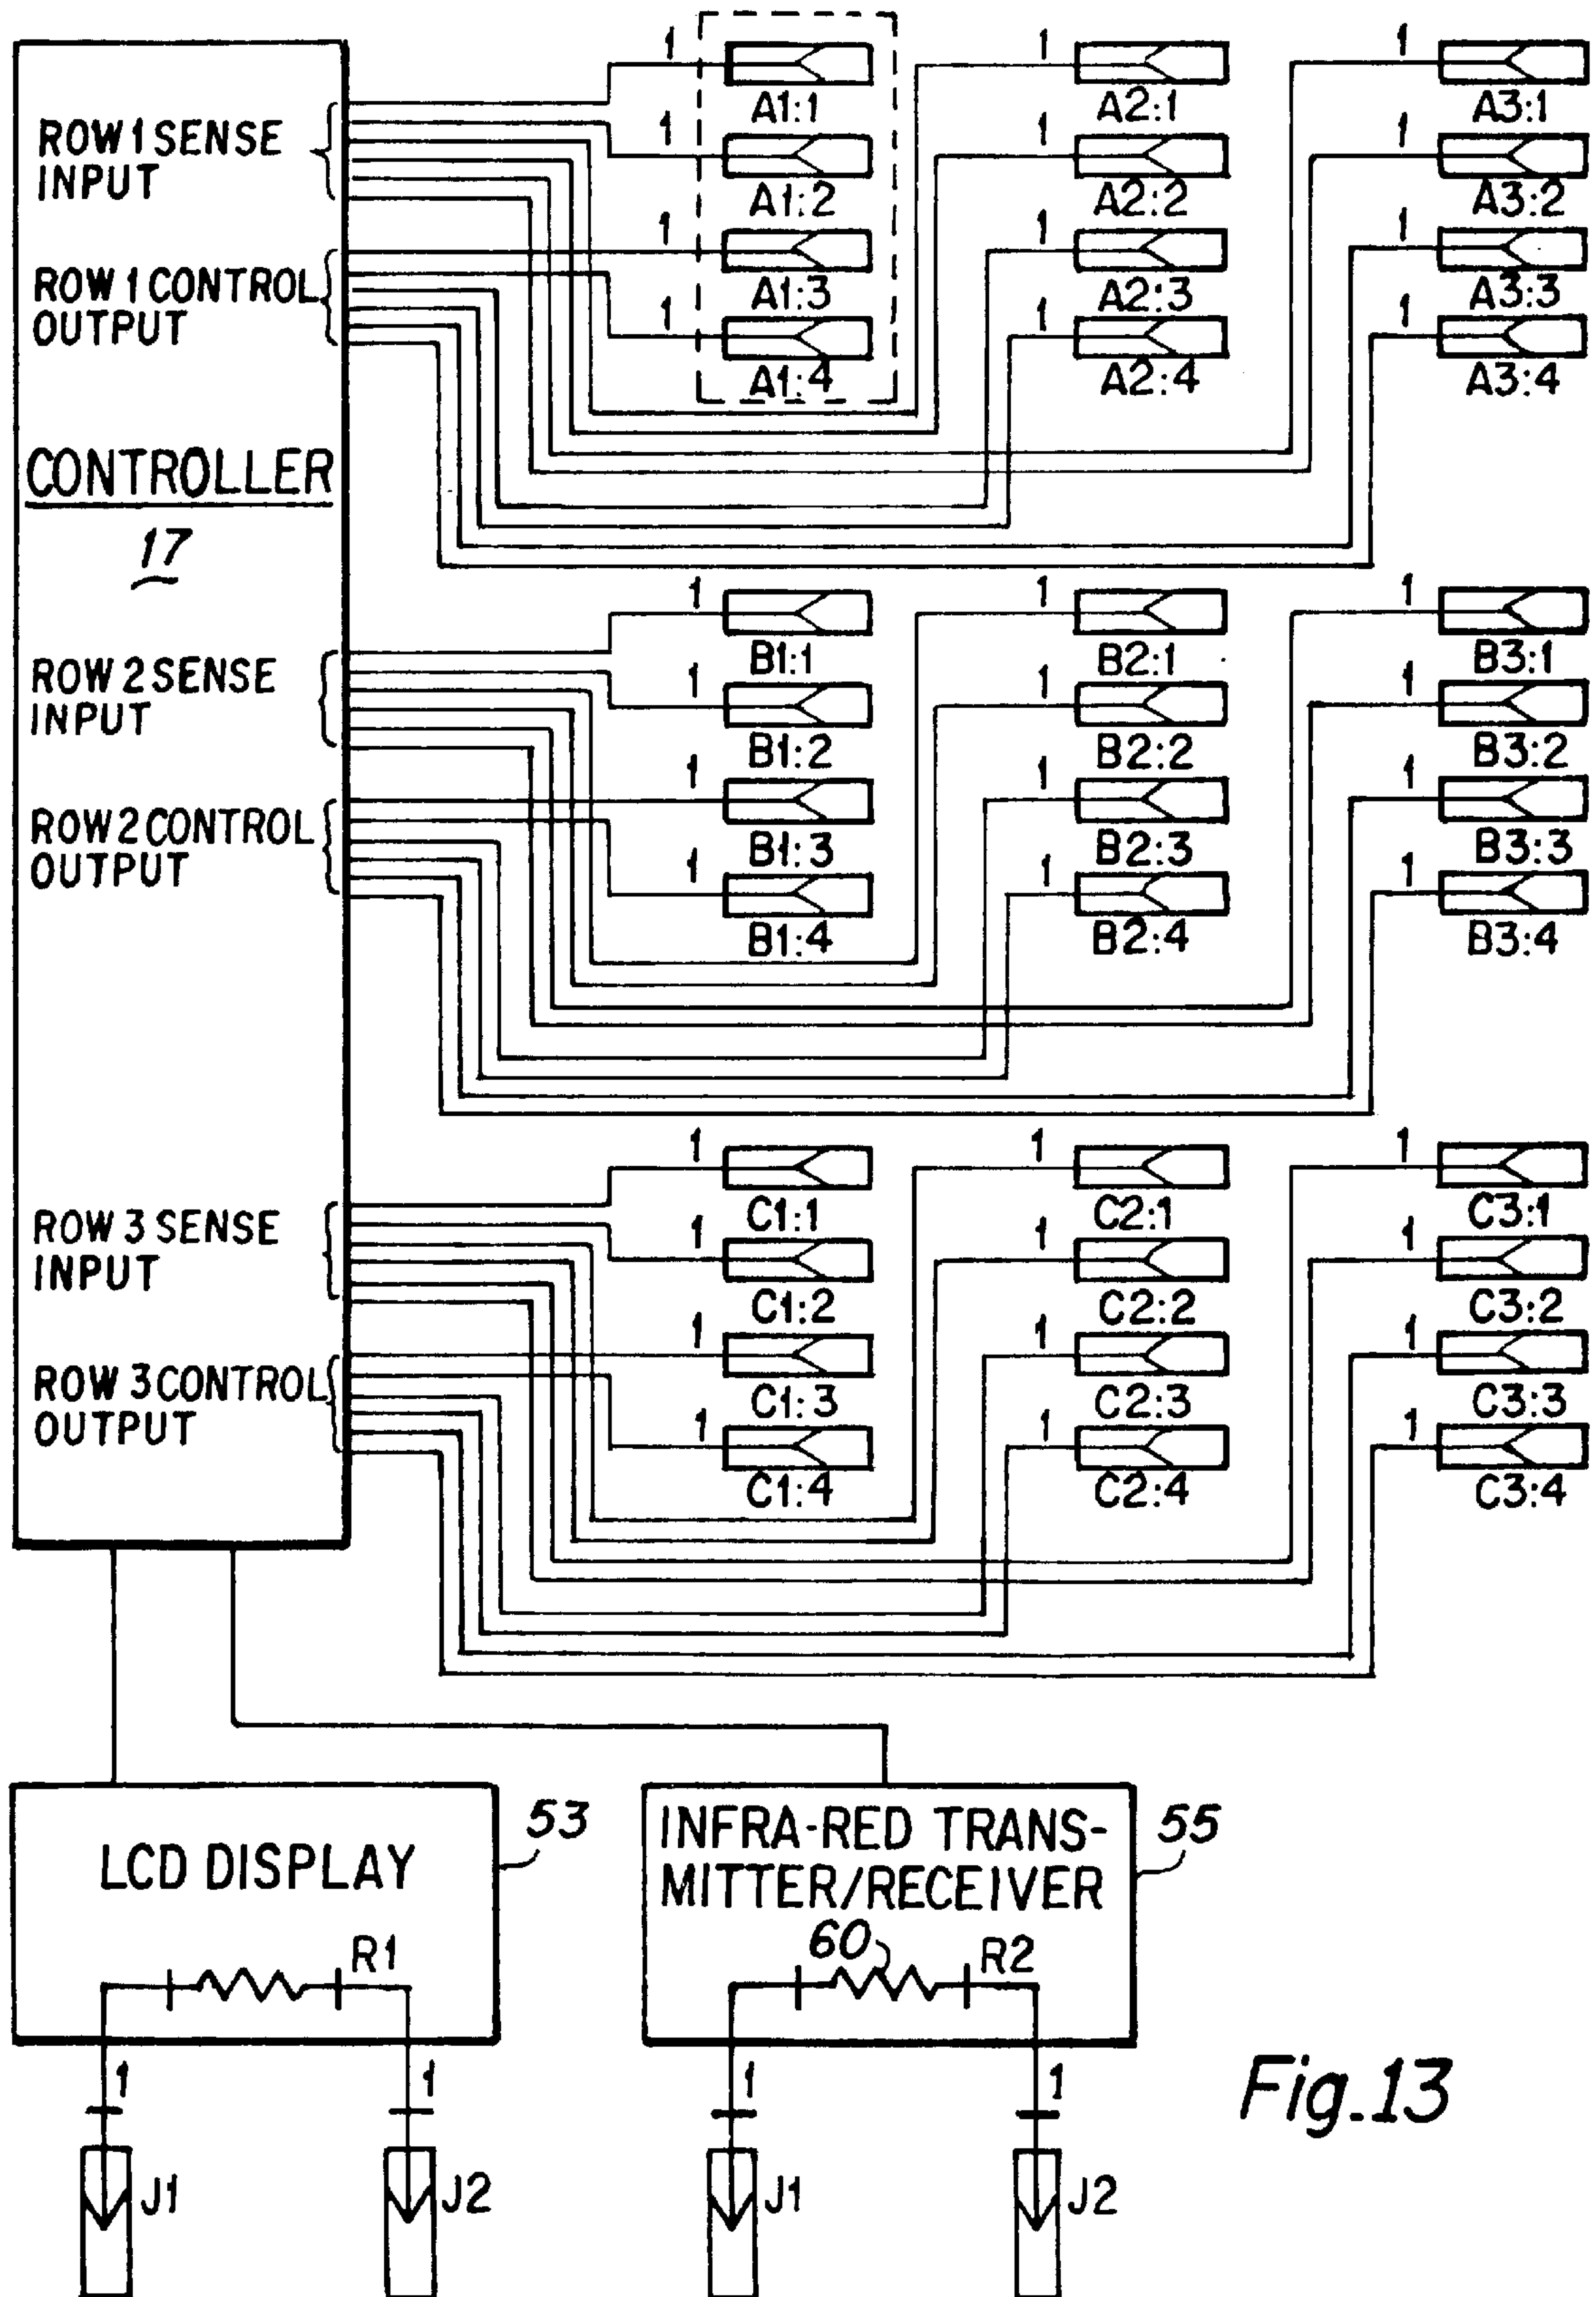 1 1 1
A1:1 A2:1 A3:1
ROW 1 SENSE
INPUT
1 1 1
A1:2 A2:2 A3:2
1 1 1
A1:3 A2:3 A3:3
ROW 1 CONTROL
OUTPUT
1 1 1
A1:4 A2:4 A3:4
CONTROLLER
17
1 1 1
B1:1 B2:1 B3:1
ROW 2 SENSE
INPUT
1 1 1
B1:2 B2:2 B3:2
1 1 1
B1:3 B2:3 B3:3
ROW 2 CONTROL
OUTPUT
1 1 1
B1:4 B2:4 B3:4
1 1 1
C1:1 C2:1 C3:1
ROW 3 SENSE
INPUT
1 1 1
C1:2 C2:2 C3:2
1 1 1
C1:3 C2:3 C3:3
ROW 3 CONTROL
OUTPUT
1 1 1
C1:4 C2:4 C3:4
LCD DISPLAY
53
R1
1 1
J1 J2
INFRA-RED TRANS-
MITTER/RECEIVER
55
60 R2
1 1
J1 J2
Fig.13